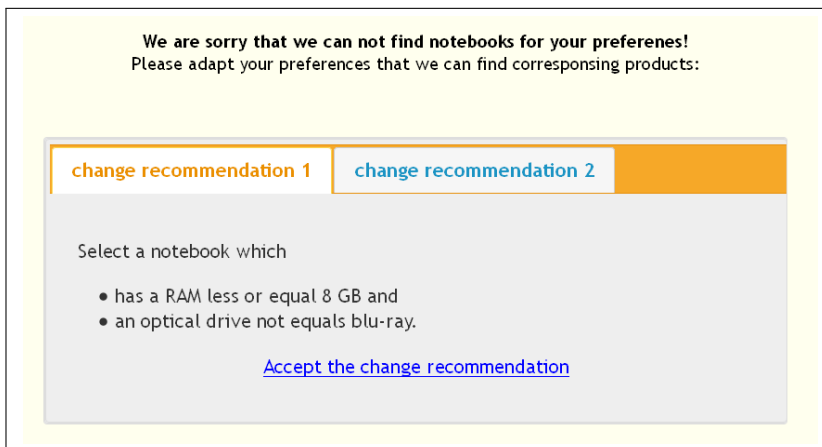 We are sorry that we can not find notebooks for your preferenes!
Please adapt your preferences that we can find corresponsing products:
change recommendation 1 change recommendation 2
Select a notebook which
• has a RAM less or equal 8 GB and
• an optical drive not equals blu-ray.
Accept the change recommendation